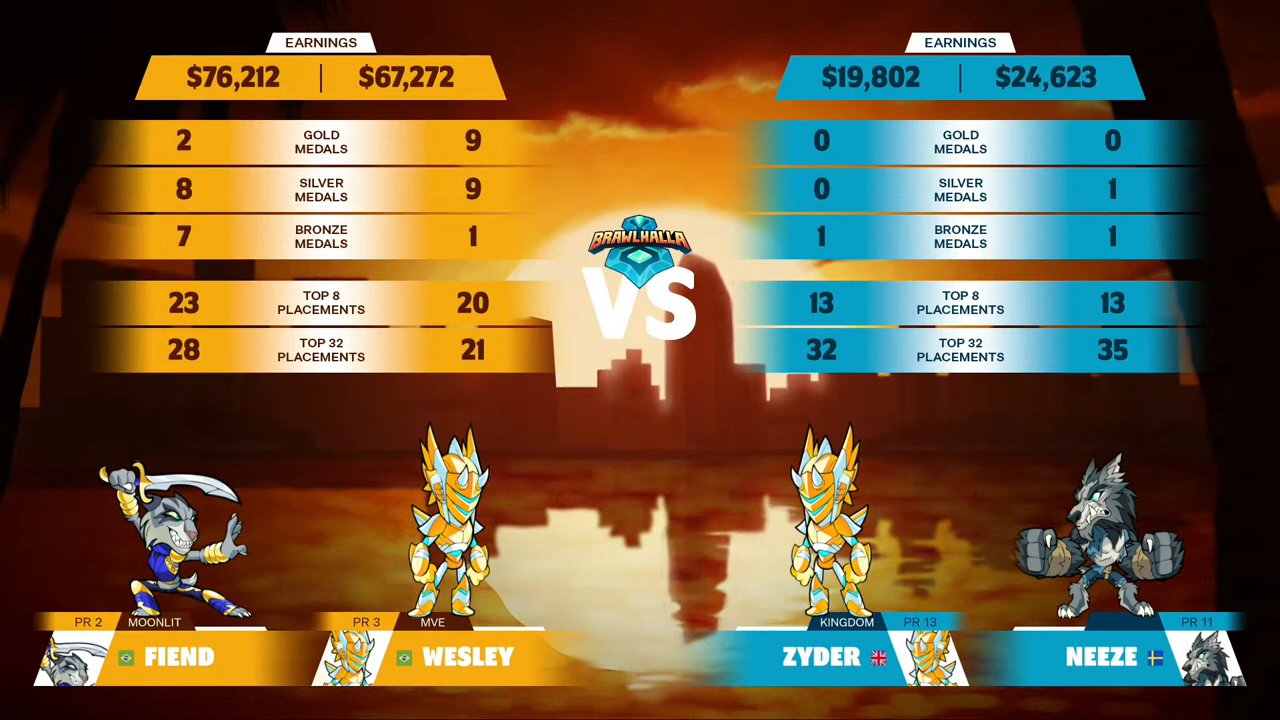 EARNINGS
$76,212 | $67,272
2 GOLD MEDALS 9
8 SILVER MEDALS 9
7 BRONZE MEDALS 1
23 TOP 8 PLACEMENTS 20
28 TOP 32 PLACEMENTS 21
BRAWLHALLA
VS
EARNINGS
$19,802 | $24,623
0 GOLD MEDALS 0
0 SILVER MEDALS 1
1 BRONZE MEDALS 1
13 TOP 8 PLACEMENTS 13
32 TOP 32 PLACEMENTS 35
PR 2 MOONLIT
FIEND
PR 3 MVE
WESLEY
KINGDOM PR 13
ZYDER
PR 11
NEEZE